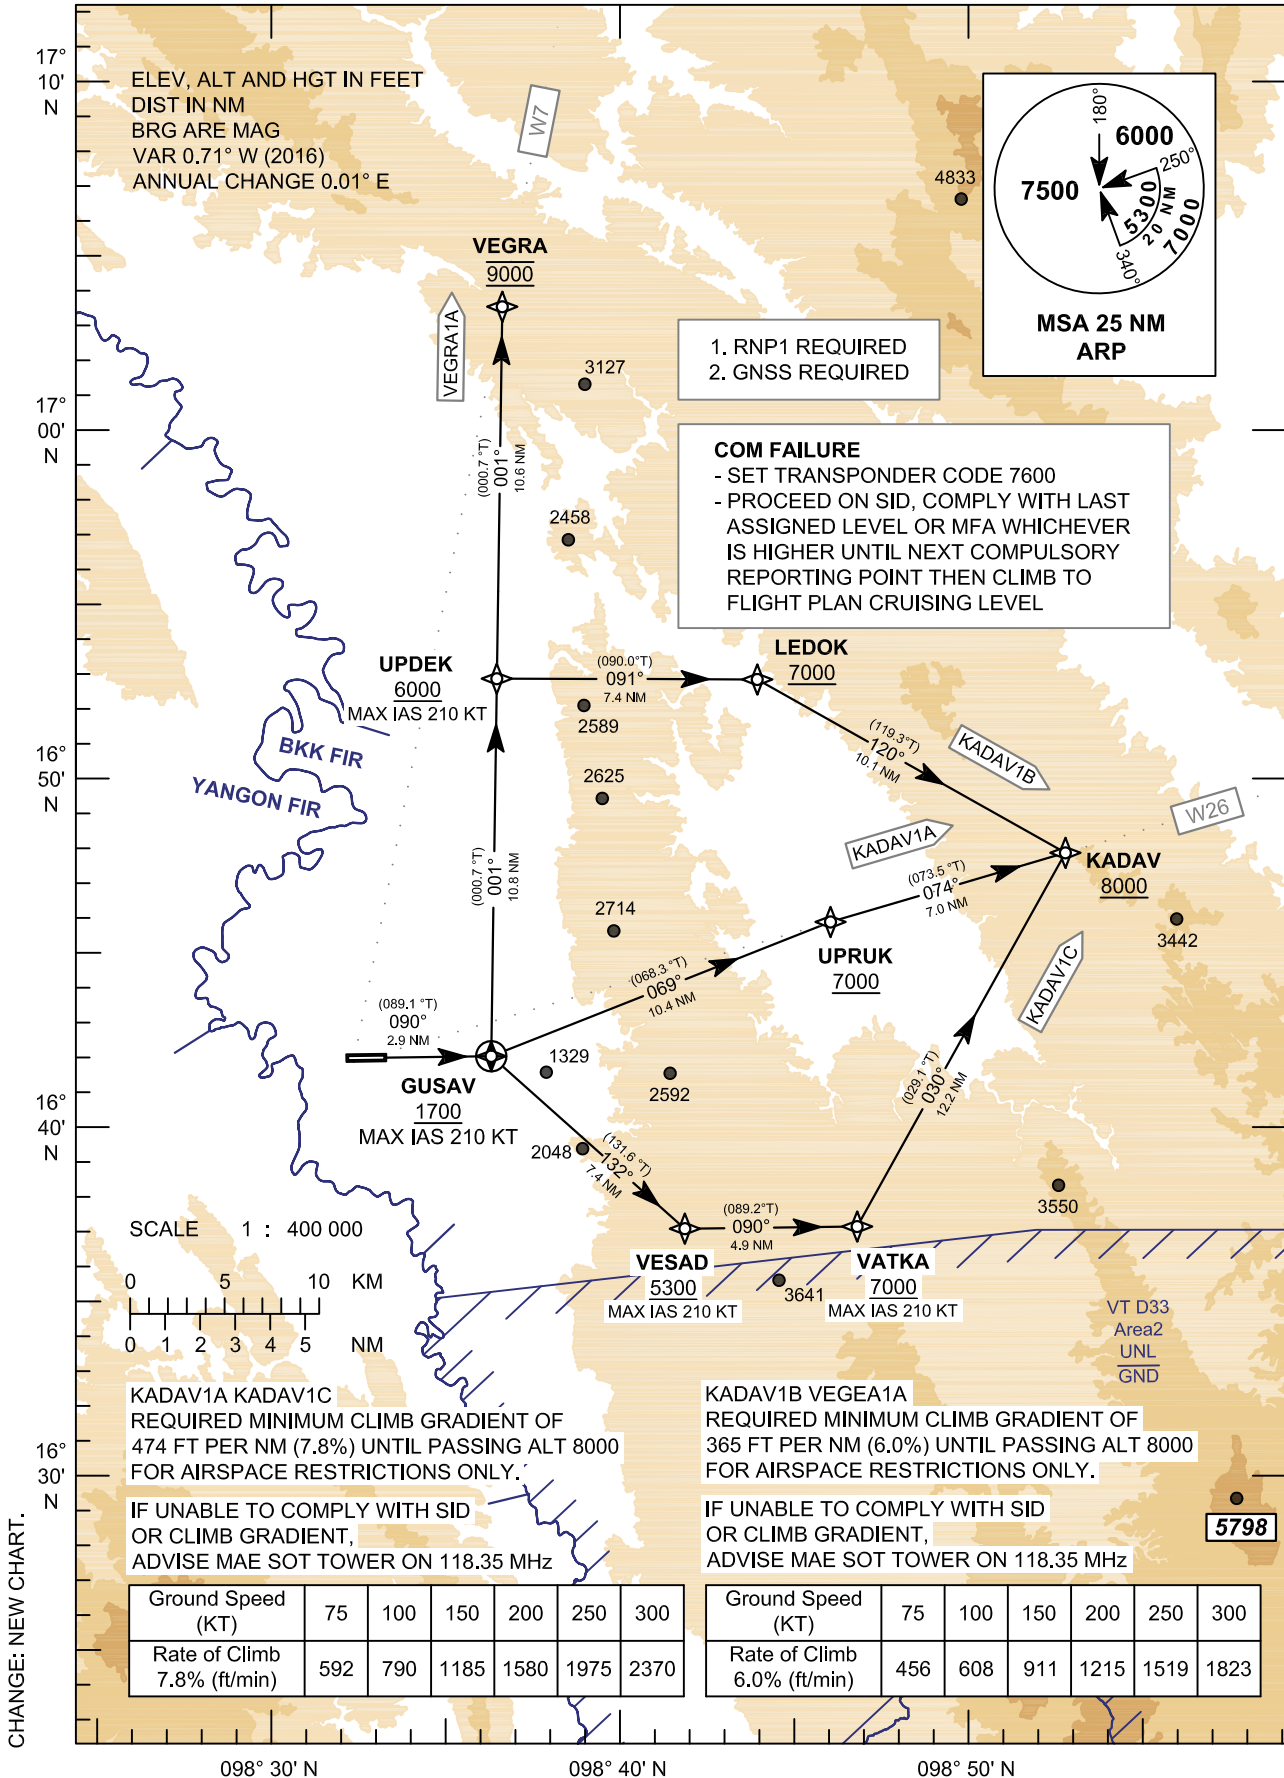 17°
10'
N
ELEV, ALT AND HGT IN FEET
DIST IN NM
BRG ARE MAG
VAR 0.71° W (2016)
ANNUAL CHANGE 0.01° E
W7
4833
180°
6000
250°
7500
5300
20 NM
7000
340°
MSA 25 NM
ARP
VEGRA
9000
VEGRA1A
3127
1. RNP1 REQUIRED
2. GNSS REQUIRED
17°
00'
N
(000.7 °T)
001°
10.6 NM
COM FAILURE
- SET TRANSPONDER CODE 7600
- PROCEED ON SID, COMPLY WITH LAST
ASSIGNED LEVEL OR MFA WHICHEVER
IS HIGHER UNTIL NEXT COMPULSORY
REPORTING POINT THEN CLIMB TO
FLIGHT PLAN CRUISING LEVEL
2458
UPDEK
6000
MAX IAS 210 KT
(090.0°T)
091°
7.4 NM
LEDOK
7000
2589
BKK FIR
YANGON FIR
16°
50'
N
2625
(119.3°T)
120°
10.1 NM
KADAV1B
W26
KADAV1A
KADAV
8000
(000.7 °T)
001°
10.8 NM
(073.5 °T)
074°
7.0 NM
2714
3442
UPRUK
7000
KADAV1C
(068.3 °T)
069°
10.4 NM
(089.1 °T)
090°
2.9 NM
GUSAV
1700
MAX IAS 210 KT
1329
2592
(029.1 °T)
030°
12.2 NM
16°
40'
N
2048
(131.6 °T)
132°
7.4 NM
3550
(089.2°T)
090°
4.9 NM
SCALE 1 : 400 000
0 5 10 KM
0 1 2 3 4 5 NM
VESAD
5300
MAX IAS 210 KT
3641
VATKA
7000
MAX IAS 210 KT
VT D33
Area2
UNL
GND
KADAV1A KADAV1C
REQUIRED MINIMUM CLIMB GRADIENT OF
474 FT PER NM (7.8%) UNTIL PASSING ALT 8000
FOR AIRSPACE RESTRICTIONS ONLY.
IF UNABLE TO COMPLY WITH SID
OR CLIMB GRADIENT,
ADVISE MAE SOT TOWER ON 118.35 MHz
KADAV1B VEGEA1A
REQUIRED MINIMUM CLIMB GRADIENT OF
365 FT PER NM (6.0%) UNTIL PASSING ALT 8000
FOR AIRSPACE RESTRICTIONS ONLY.
IF UNABLE TO COMPLY WITH SID
OR CLIMB GRADIENT,
ADVISE MAE SOT TOWER ON 118.35 MHz
16°
30'
N
5798
Ground Speed
(KT)
75 100 150 200 250 300
Rate of Climb
7.8% (ft/min)
592 790 1185 1580 1975 2370
Ground Speed
(KT)
75 100 150 200 250 300
Rate of Climb
6.0% (ft/min)
456 608 911 1215 1519 1823
CHANGE: NEW CHART.
098° 30' N
098° 40' N
098° 50' N